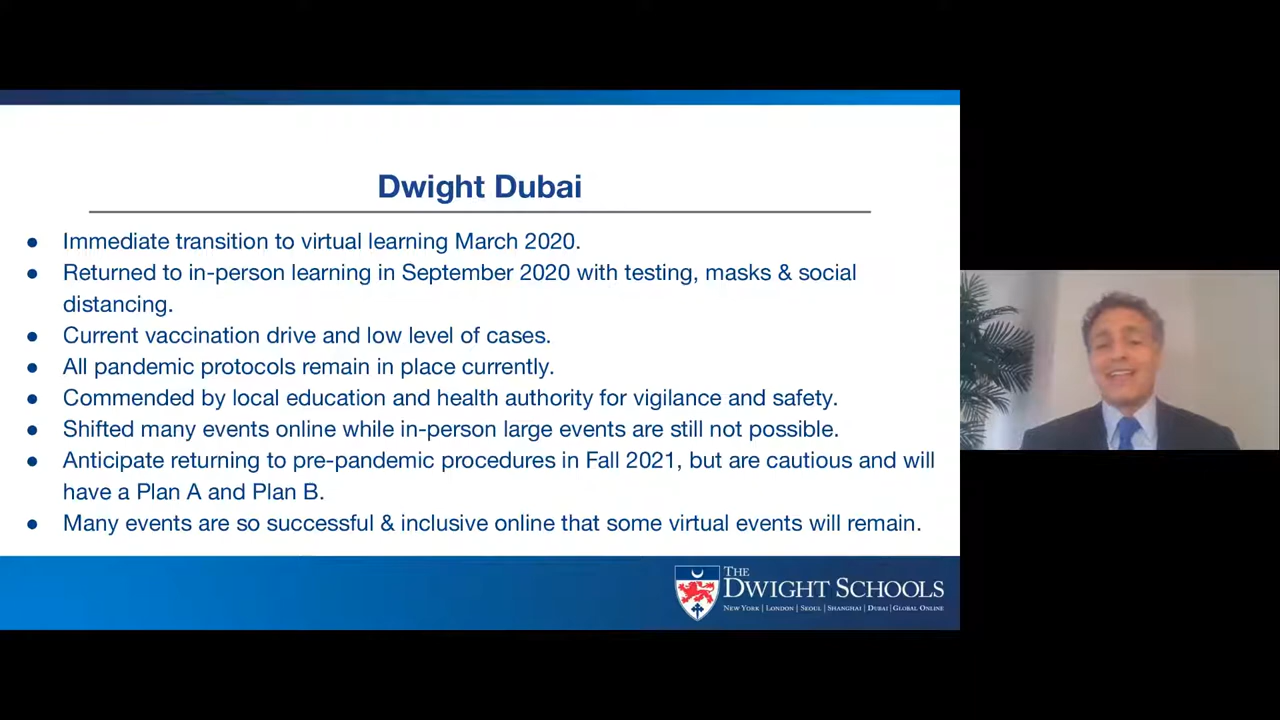 Dwight Dubai
● Immediate transition to virtual learning March 2020.
● Returned to in-person learning in September 2020 with testing, masks & social
distancing.
● Current vaccination drive and low level of cases.
● All pandemic protocols remain in place currently.
● Commended by local education and health authority for vigilance and safety.
● Shifted many events online while in-person large events are still not possible.
● Anticipate returning to pre-pandemic procedures in Fall 2021, but are cautious and will
have a Plan A and Plan B.
● Many events are so successful & inclusive online that some virtual events will remain.
THE
DWIGHT SCHOOLS
NEW YORK | LONDON | SEOUL | SHANGHAI | DUBAI | GLOBAL ONLINE